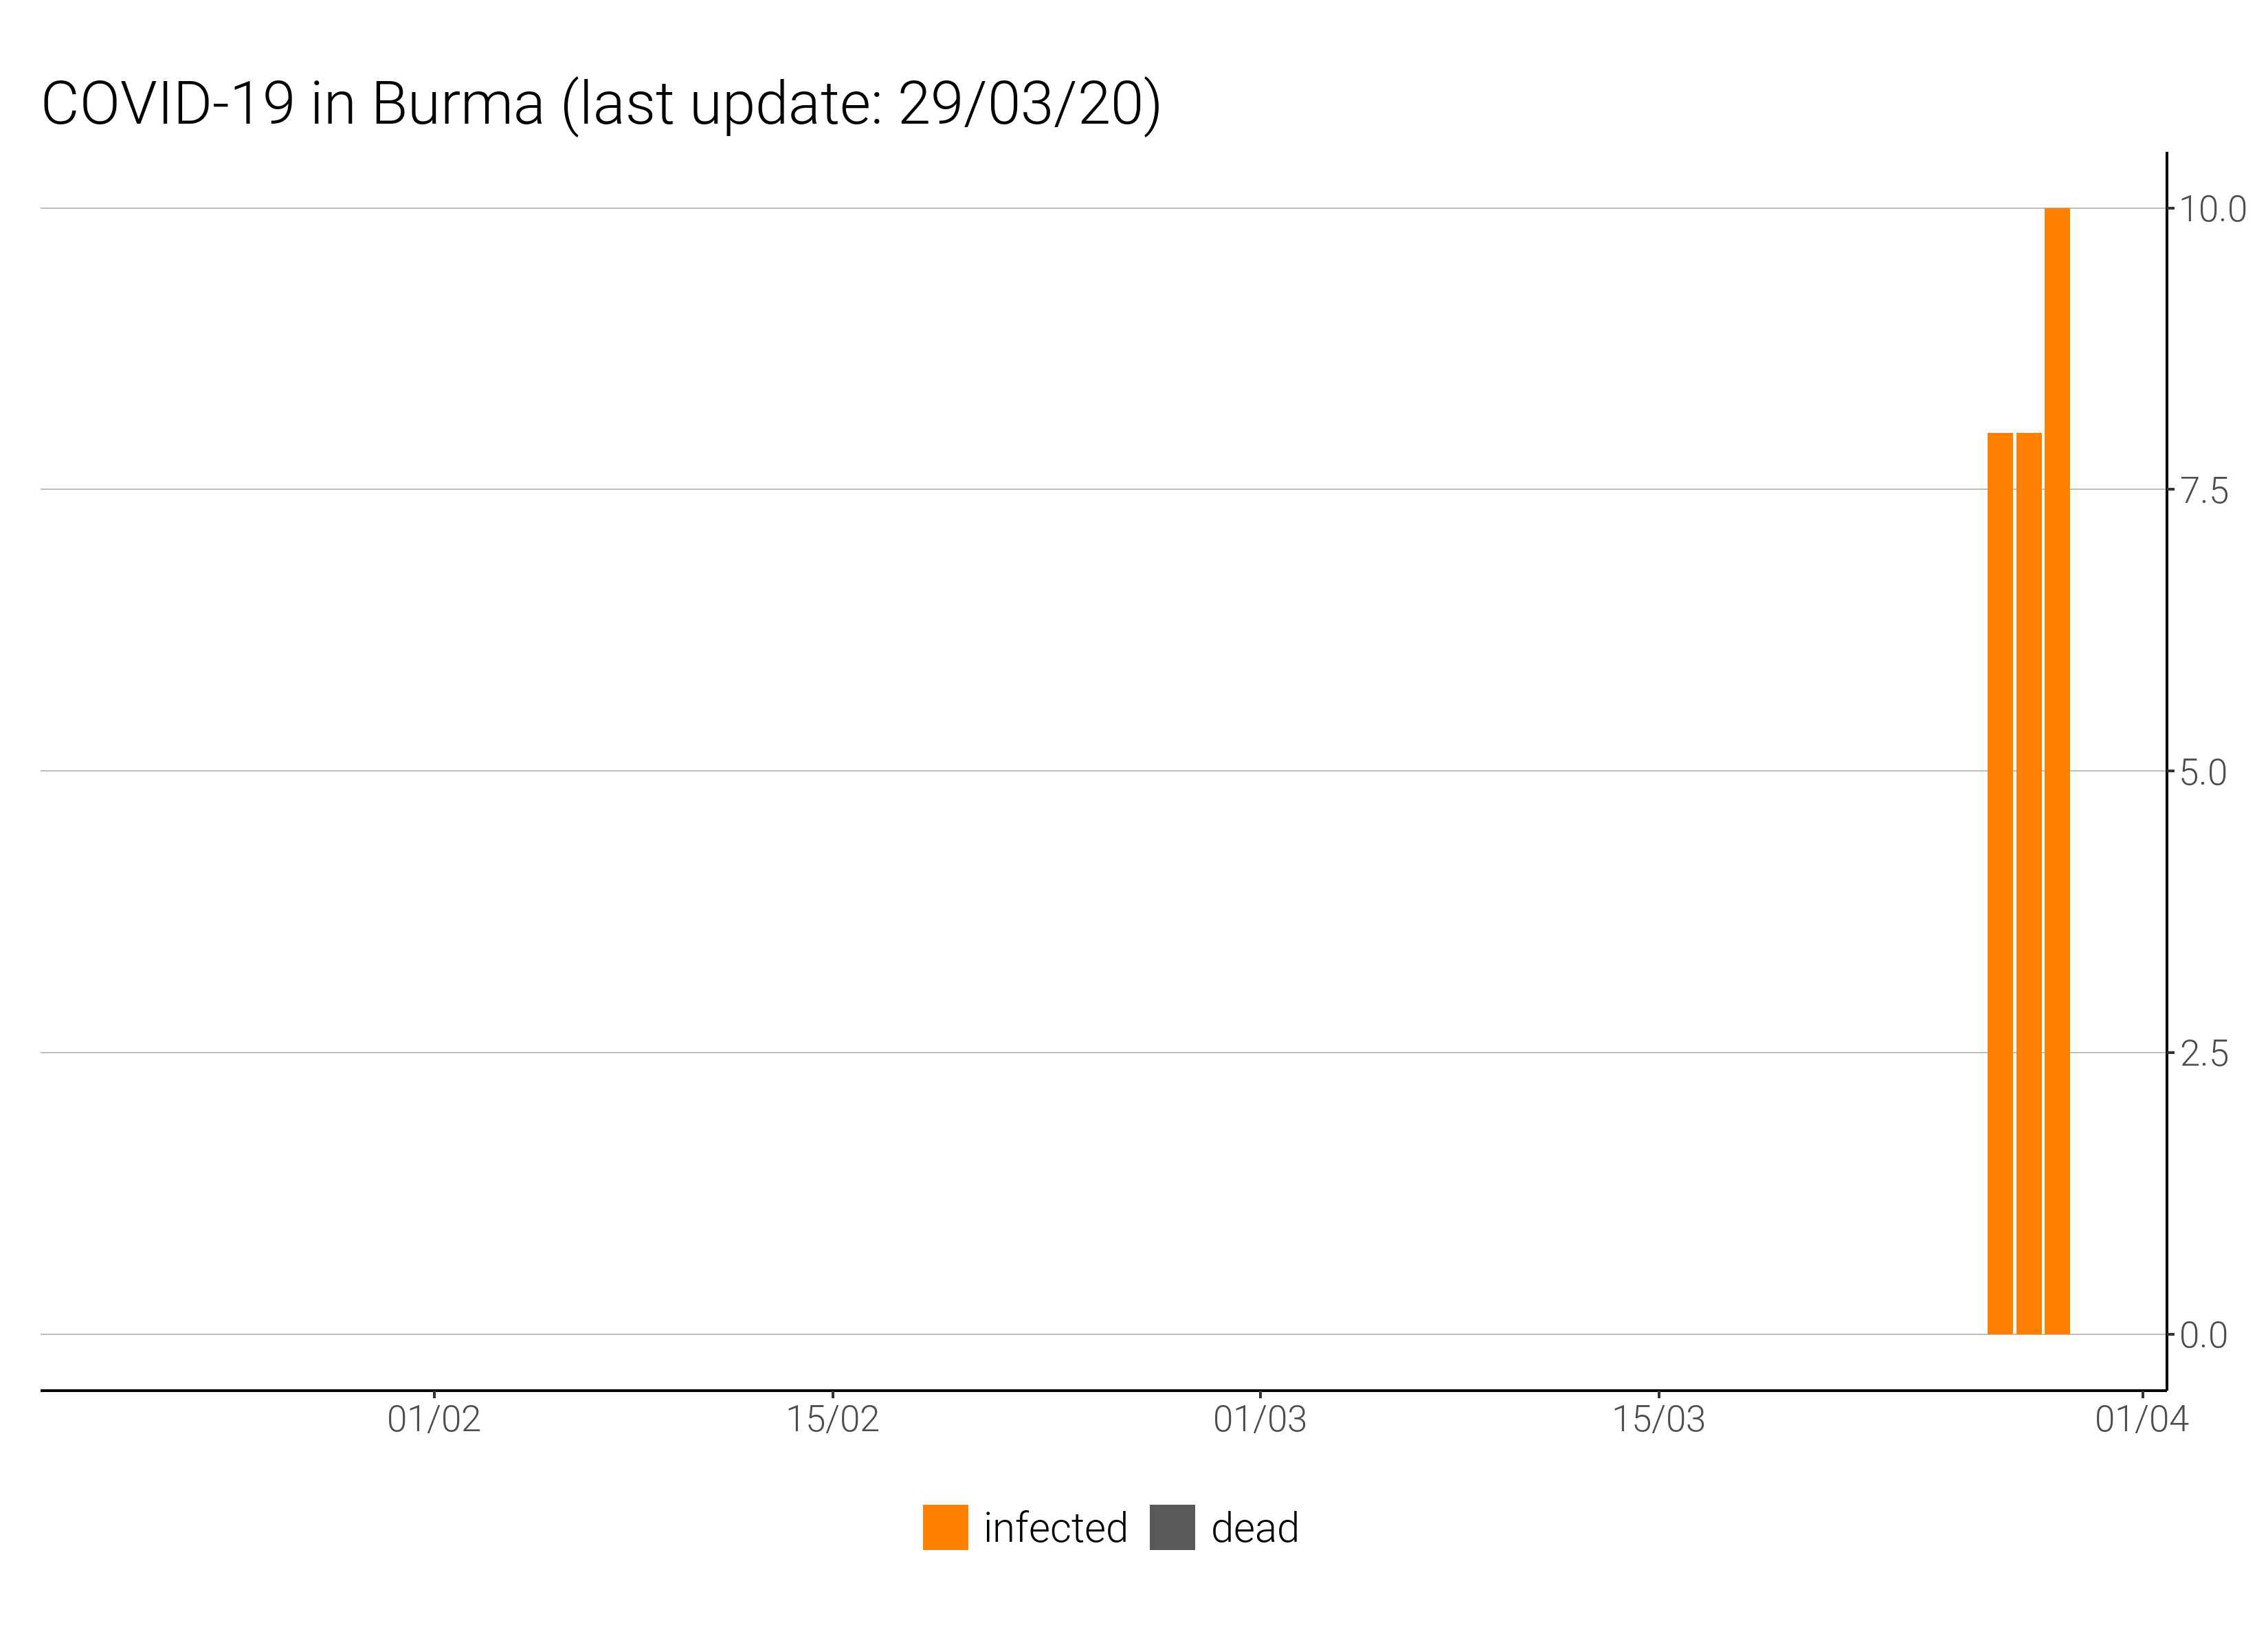 COVID-19 in Burma (last update: 29/03/20)
10.0
7.5
5.0
2.5
0.0
01/02 15/02 01/03 15/03 01/04
infected dead